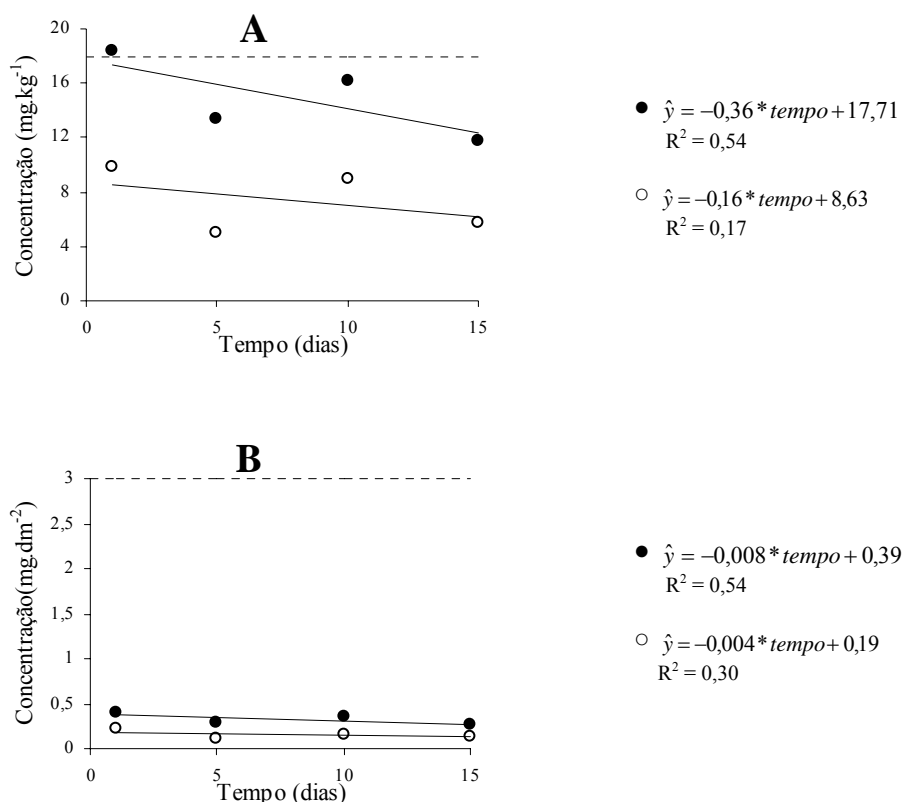 A
20
16
12
8
4
0
Concentração (mg.kg⁻¹)
0 5 10 15
Tempo (dias)
● ŷ = −0,36 * tempo + 17,71
R² = 0,54
○ ŷ = −0,16 * tempo + 8,63
R² = 0,17
B
3
2,5
2
1,5
1
0,5
0
Concentração(mg.dm⁻²)
0 5 10 15
Tempo (dias)
● ŷ = −0,008 * tempo + 0,39
R² = 0,54
○ ŷ = −0,004 * tempo + 0,19
R² = 0,30